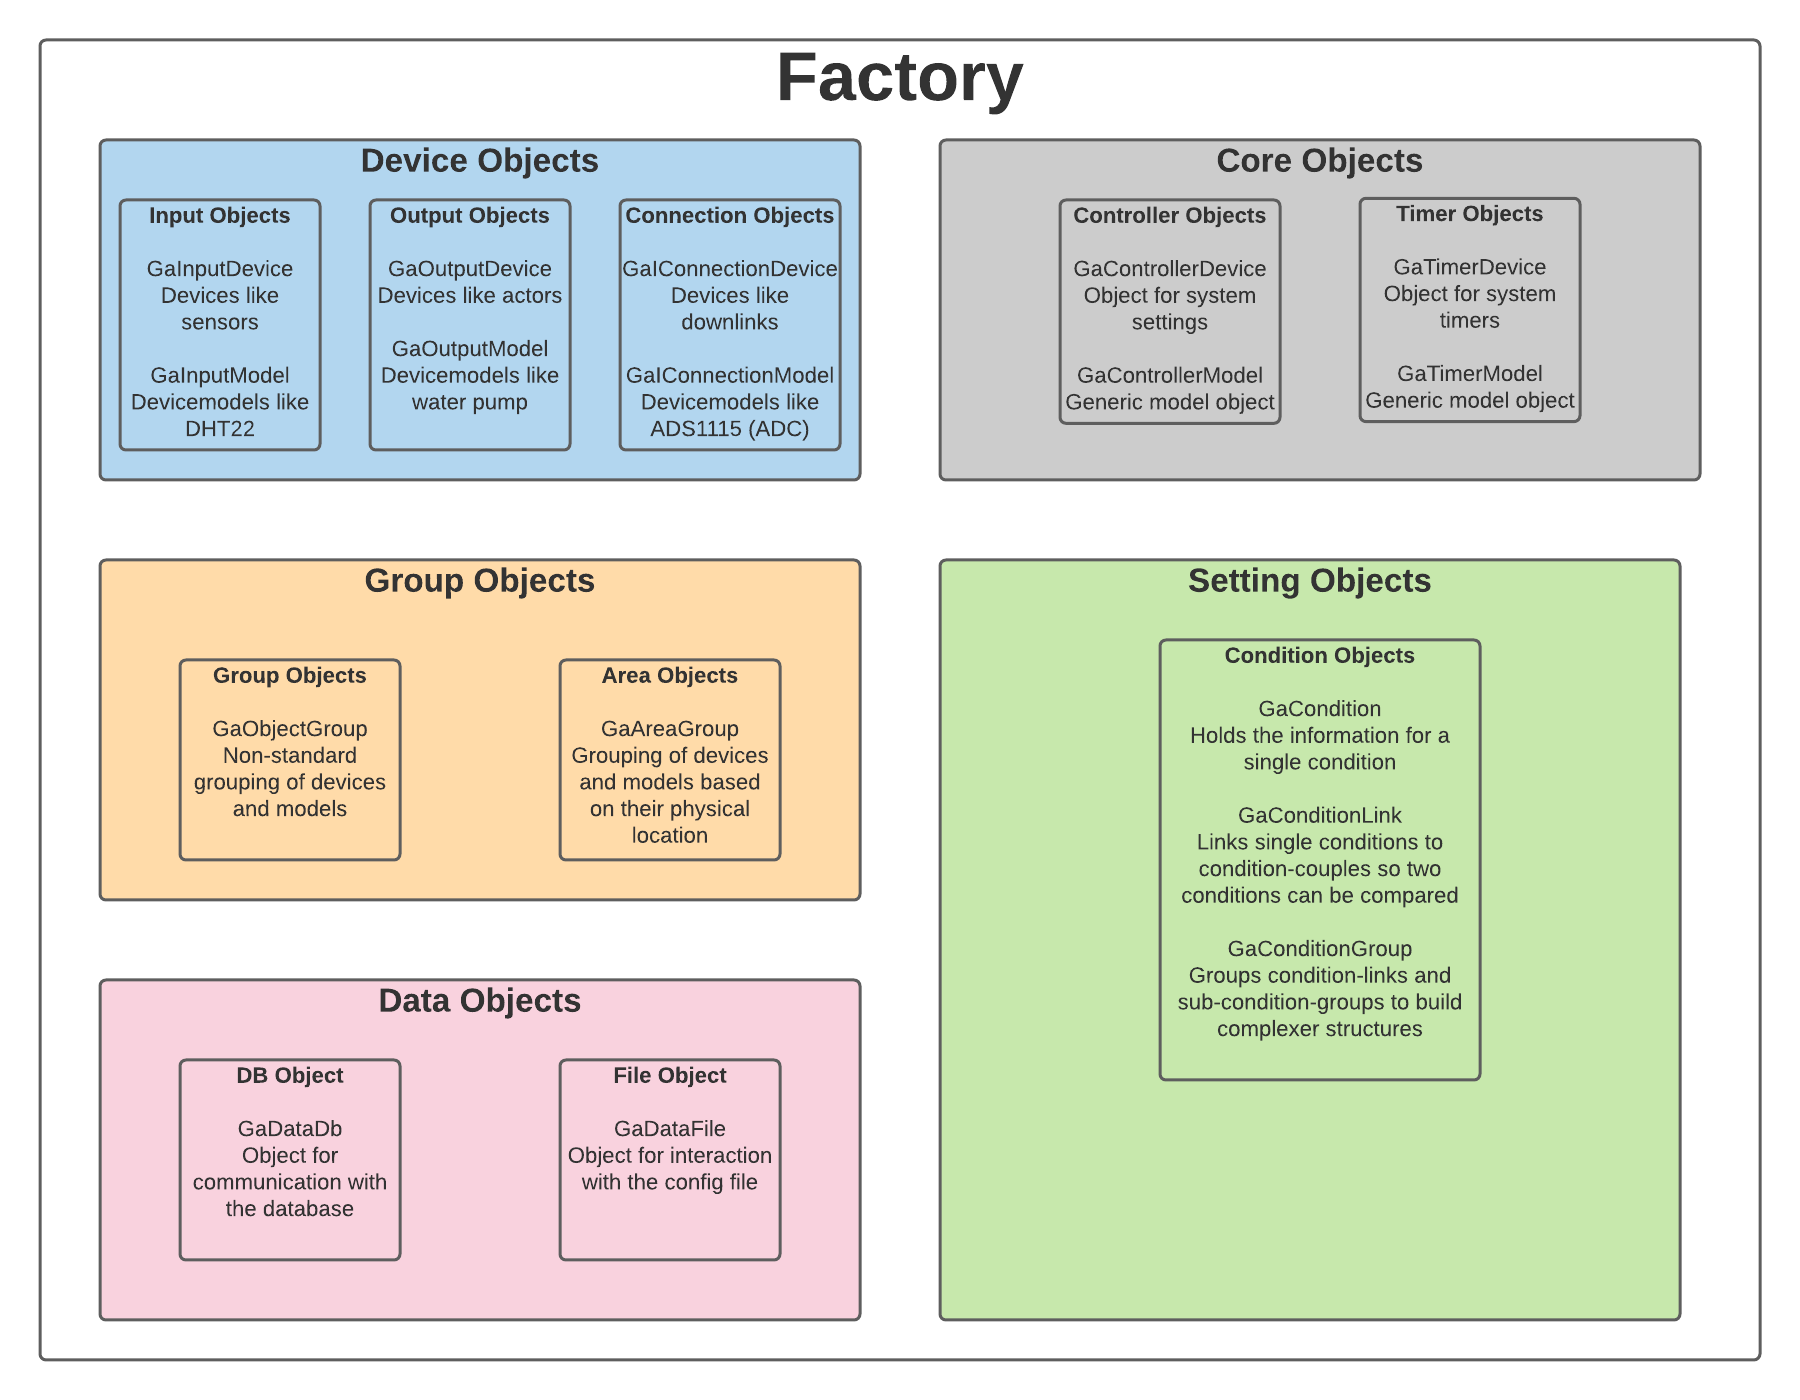 Factory
Device Objects
Input Objects
GaInputDevice
Devices like
sensors
GaInputModel
Devicemodels like
DHT22
Output Objects
GaOutputDevice
Devices like actors
GaOutputModel
Devicemodels like
water pump
Connection Objects
GaIConnectionDevice
Devices like
downlinks
GaIConnectionModel
Devicemodels like
ADS1115 (ADC)
Core Objects
Controller Objects
GaControllerDevice
Object for system
settings
GaControllerModel
Generic model object
Timer Objects
GaTimerDevice
Object for system
timers
GaTimerModel
Generic model object
Group Objects
Group Objects
GaObjectGroup
Non-standard
grouping of devices
and models
Area Objects
GaAreaGroup
Grouping of devices
and models based
on their physical
location
Setting Objects
Condition Objects
GaCondition
Holds the information for a
single condition
GaConditionLink
Links single conditions to
condition-couples so two
conditions can be compared
GaConditionGroup
Groups condition-links and
sub-condition-groups to build
complexer structures
Data Objects
DB Object
GaDataDb
Object for
communication with
the database
File Object
GaDataFile
Object for interaction
with the config file